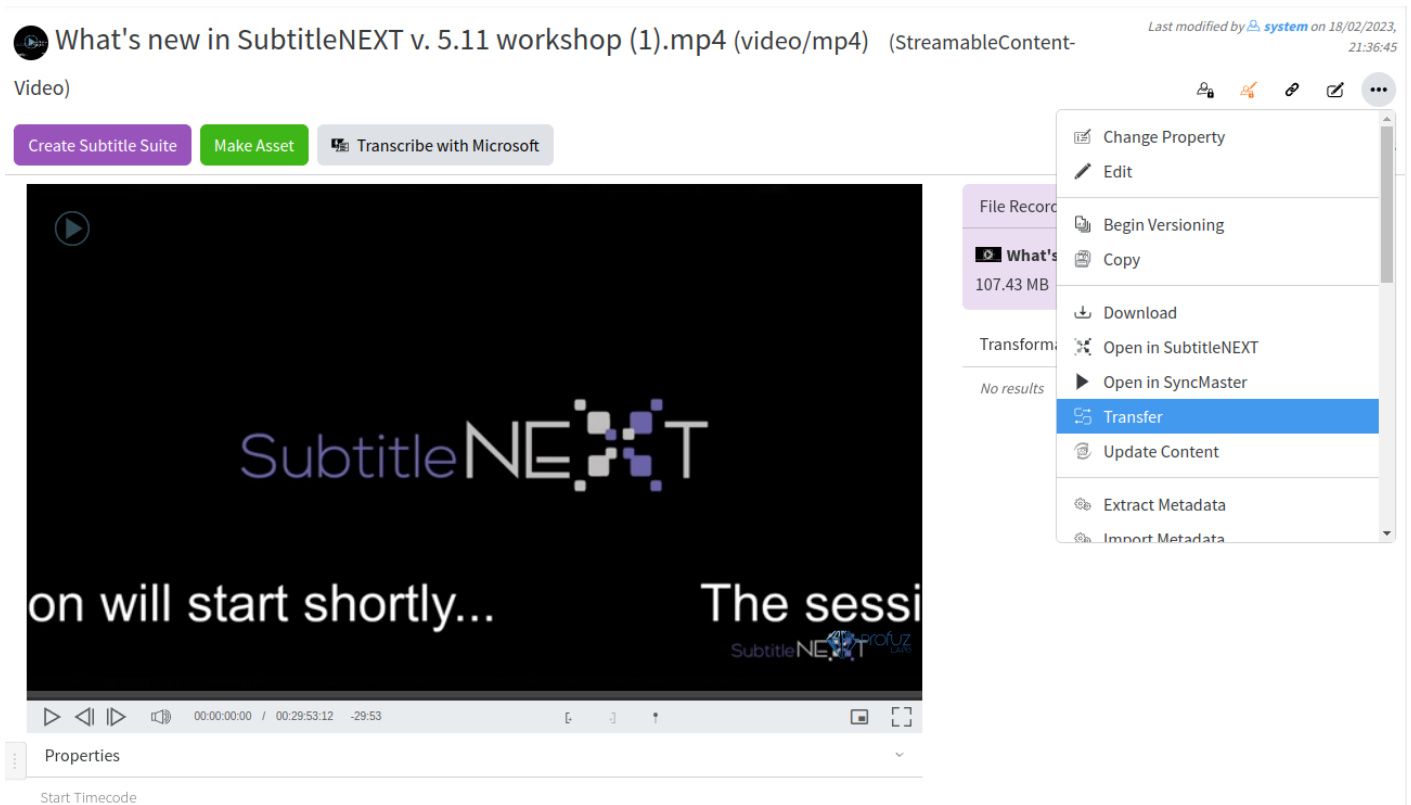 What's new in SubtitleNEXT v. 5.11 workshop (1).mp4 (video/mp4) (StreamableContent-
Video)
Last modified by system on 18/02/2023,
21:36:45
Create Subtitle Suite
Make Asset
Transcribe with Microsoft
SubtitleNEXT
on will start shortly...
The sessi
SubtitleNEXT
Profuz
LABS
00:00:00:00 / 00:29:53:12 -29:53
Properties
Start Timecode
File Record
What's
107.43 MB
Transforma
No results
Change Property
Edit
Begin Versioning
Copy
Download
Open in SubtitleNEXT
Open in SyncMaster
Transfer
Update Content
Extract Metadata
Import Metadata